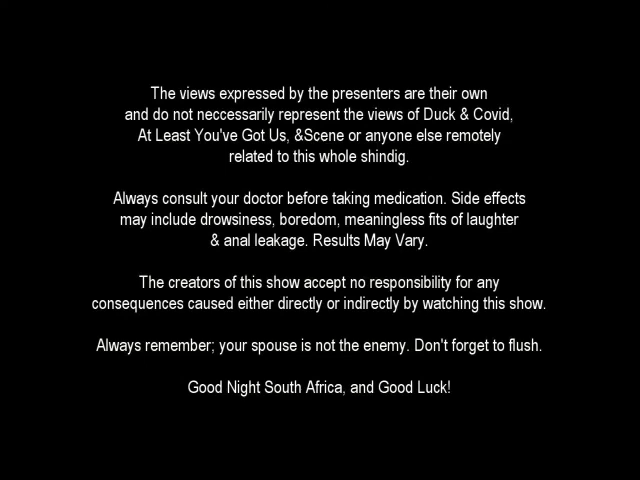 The views expressed by the presenters are their own
and do not neccessarily represent the views of Duck & Covid,
At Least You've Got Us, &Scene or anyone else remotely
related to this whole shindig.
Always consult your doctor before taking medication. Side effects
may include drowsiness, boredom, meaningless fits of laughter
& anal leakage. Results May Vary.
The creators of this show accept no responsibility for any
consequences caused either directly or indirectly by watching this show.
Always remember; your spouse is not the enemy. Don't forget to flush.
Good Night South Africa, and Good Luck!